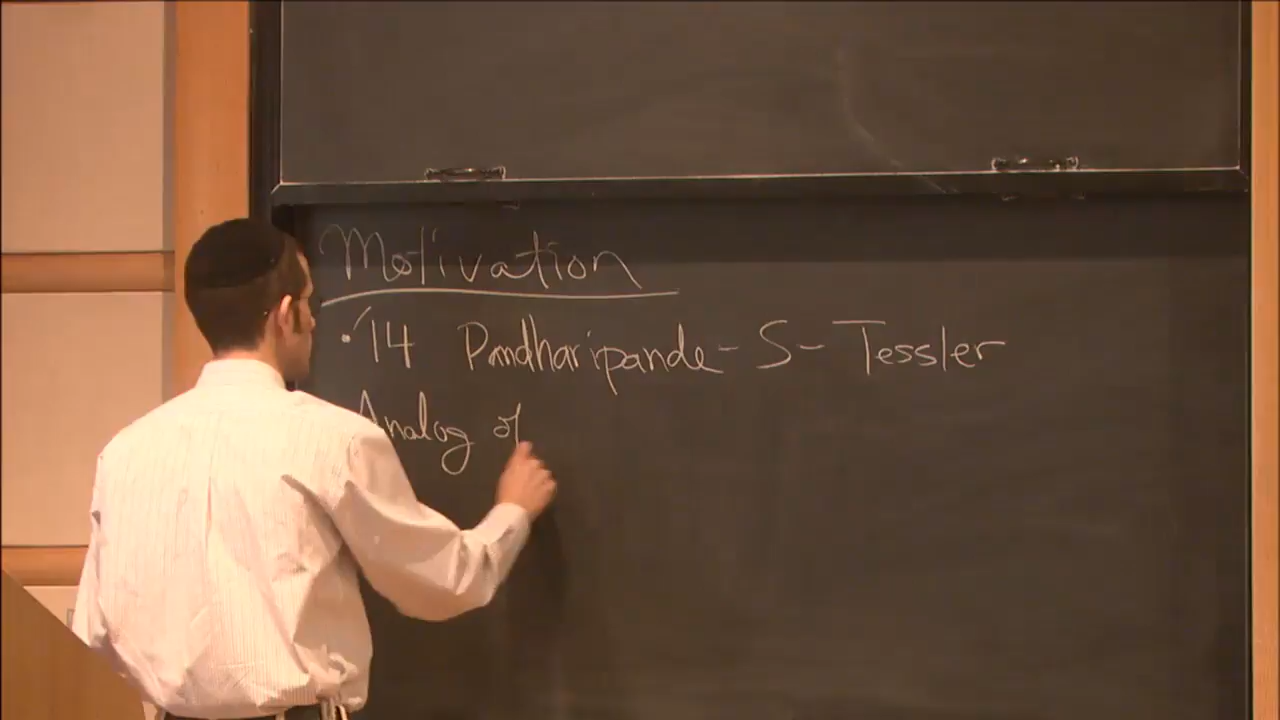 Motivation
• '14 Pandharipande - S - Tessler
Analog of